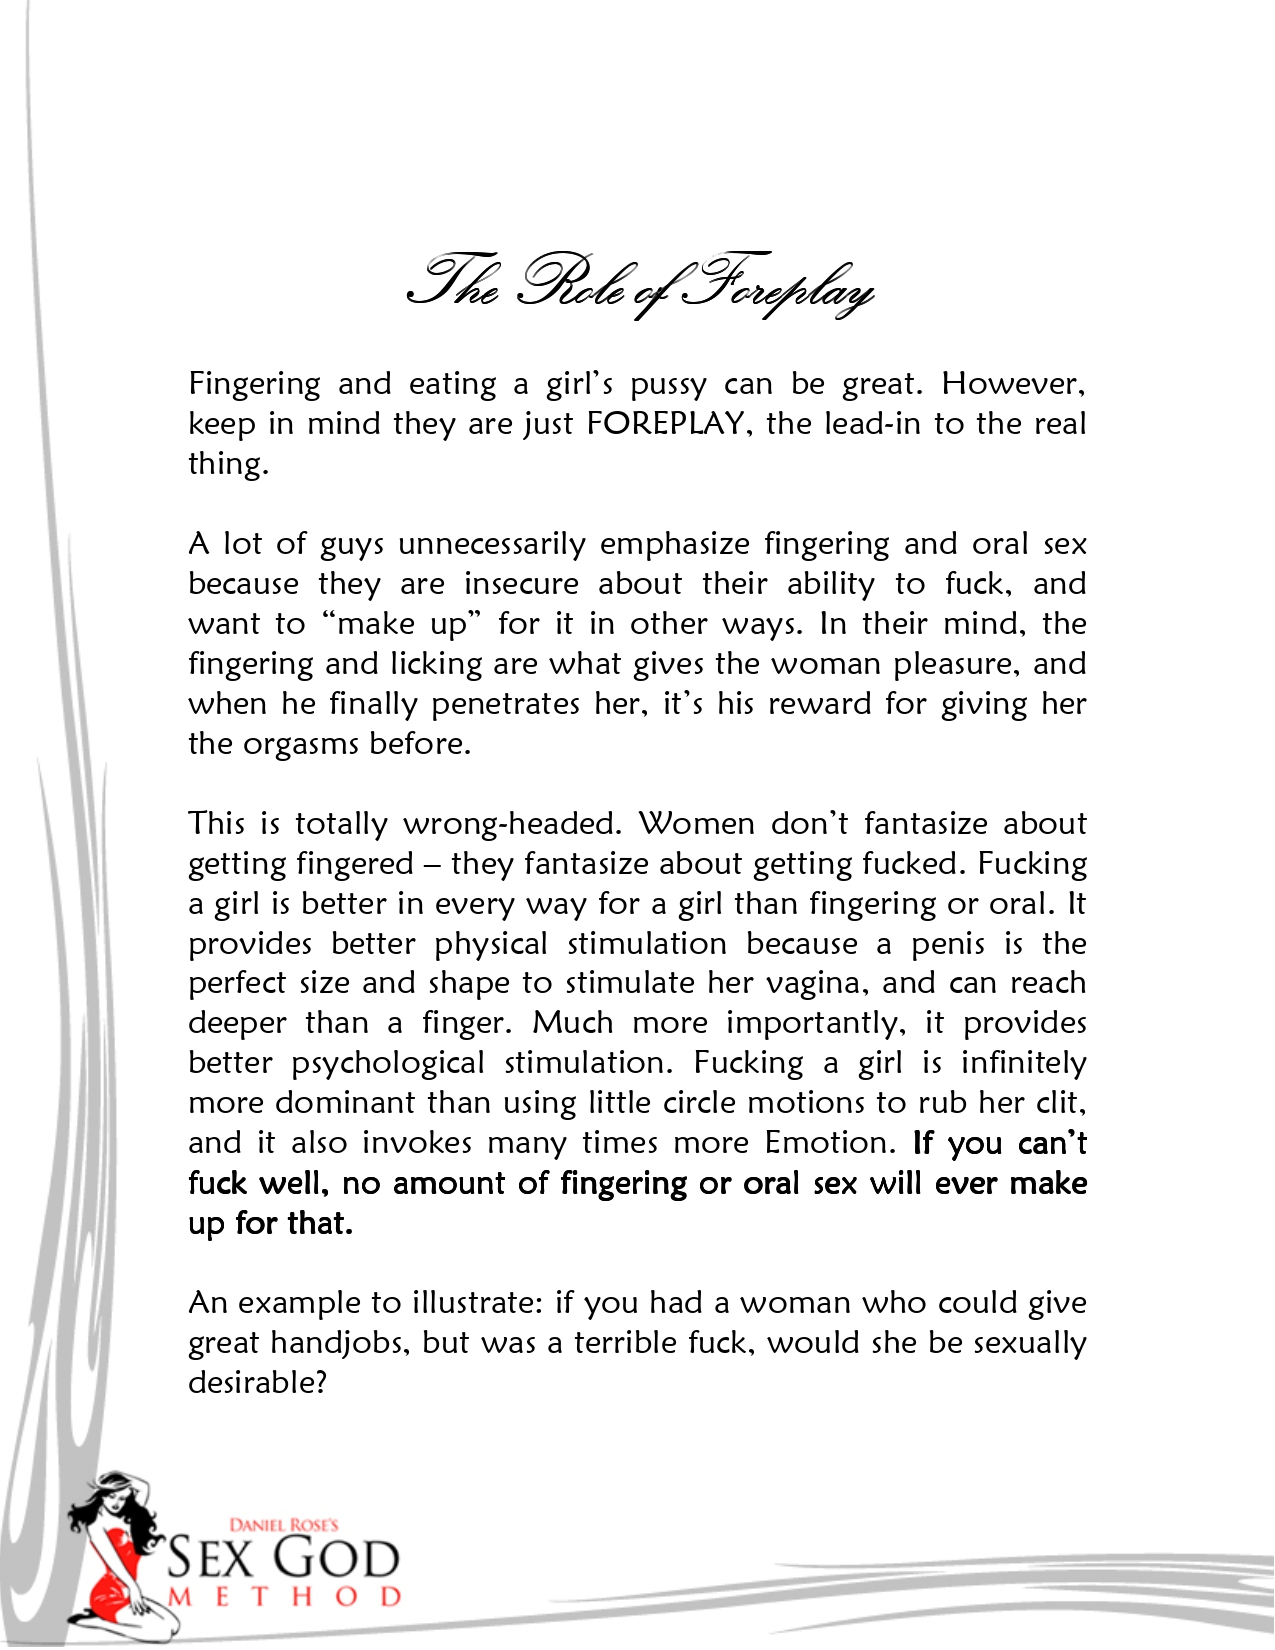 The Role of Foreplay
Fingering and eating a girl’s pussy can be great. However,
keep in mind they are just FOREPLAY, the lead-in to the real
thing.
A lot of guys unnecessarily emphasize fingering and oral sex
because they are insecure about their ability to fuck, and
want to “make up” for it in other ways. In their mind, the
fingering and licking are what gives the woman pleasure, and
when he finally penetrates her, it’s his reward for giving her
the orgasms before.
This is totally wrong-headed. Women don’t fantasize about
getting fingered – they fantasize about getting fucked. Fucking
a girl is better in every way for a girl than fingering or oral. It
provides better physical stimulation because a penis is the
perfect size and shape to stimulate her vagina, and can reach
deeper than a finger. Much more importantly, it provides
better psychological stimulation. Fucking a girl is infinitely
more dominant than using little circle motions to rub her clit,
and it also invokes many times more Emotion. If you can’t
fuck well, no amount of fingering or oral sex will ever make
up for that.
An example to illustrate: if you had a woman who could give
great handjobs, but was a terrible fuck, would she be sexually
desirable?
DANIEL ROSE'S
SEX GOD
METHOD